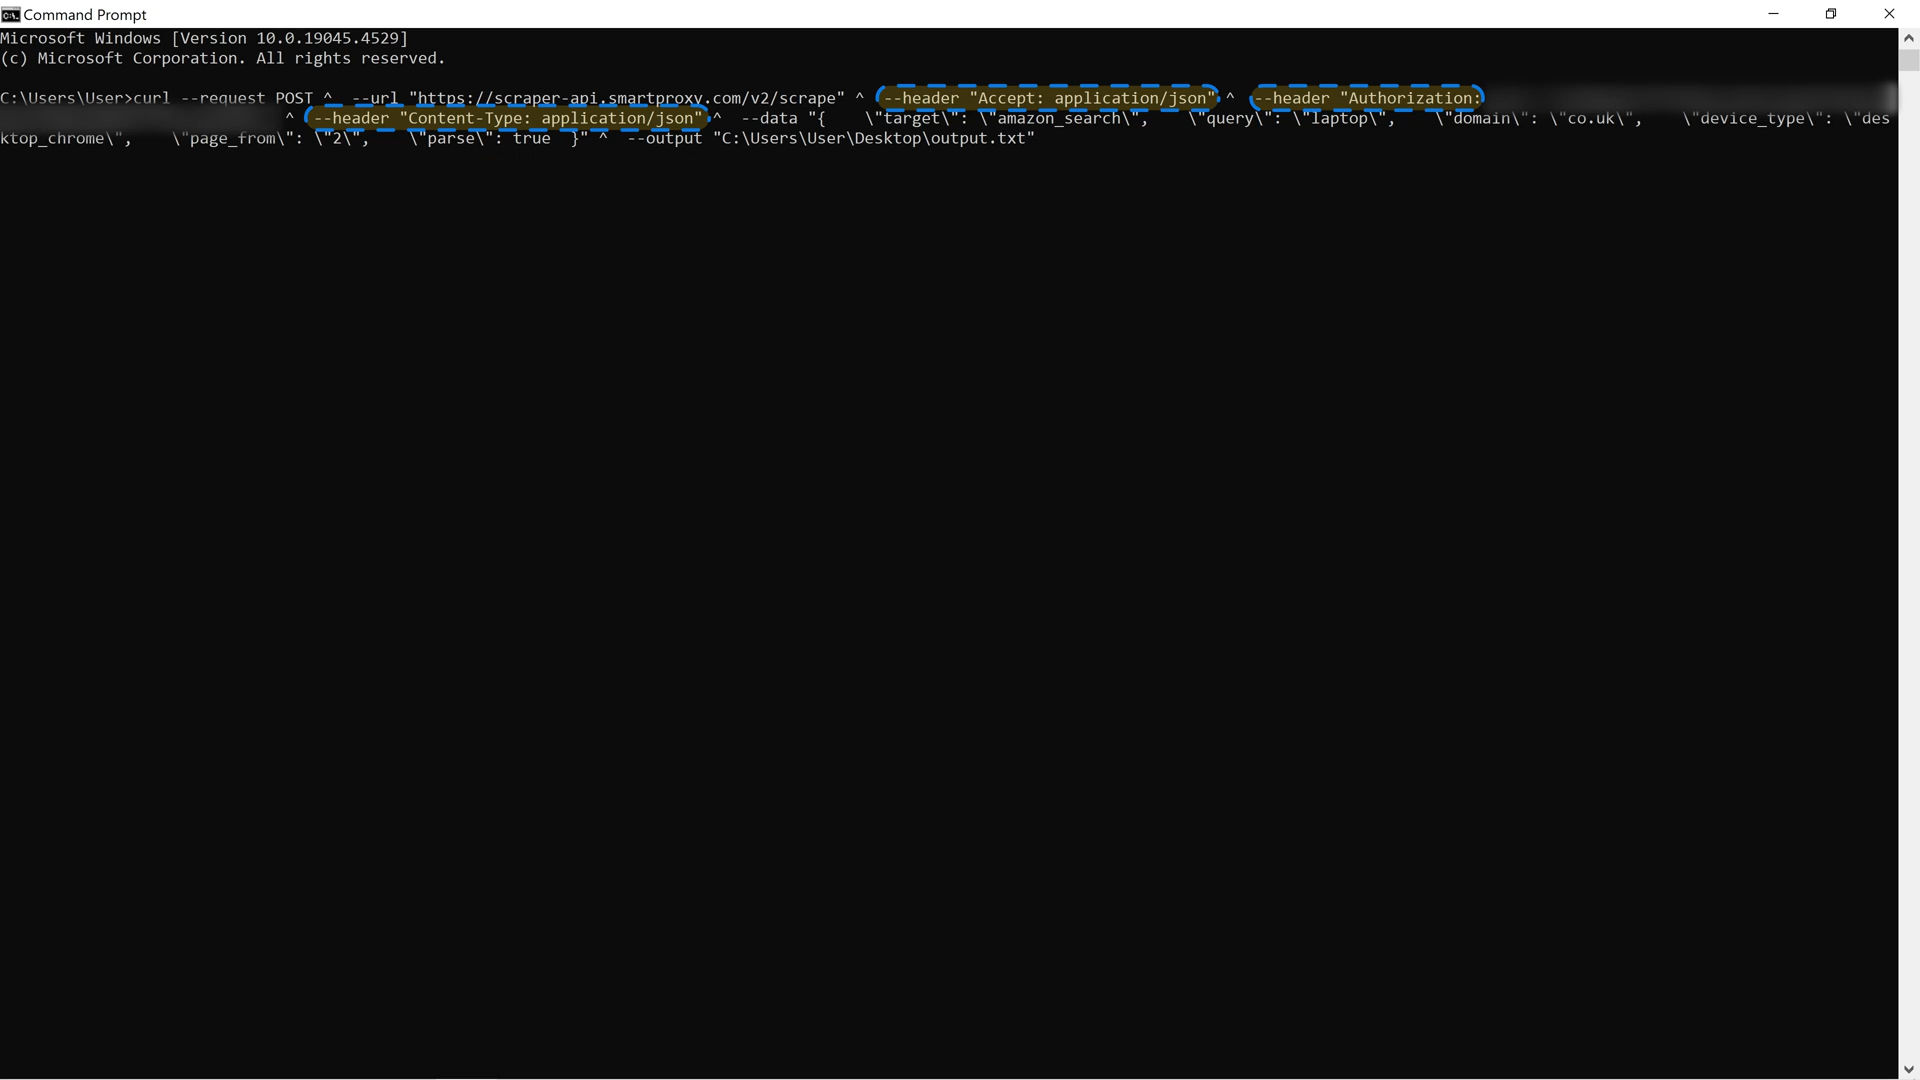 Command Prompt
Microsoft Windows [Version 10.0.19045.4529]
(c) Microsoft Corporation. All rights reserved.
C:\Users\User>curl --request POST ^  --url "https://scraper-api.smartproxy.com/v2/scrape" ^  --header "Accept: application/json" ^  --header "Authorization:
^  --header "Content-Type: application/json" ^  --data "{    \"target\": \"amazon_search\",    \"query\": \"laptop\",    \"domain\": \"co.uk\",    \"device_type\": \"des
ktop_chrome\",    \"page_from\": \"2\",    \"parse\": true  }" ^  --output "C:\Users\User\Desktop\output.txt"